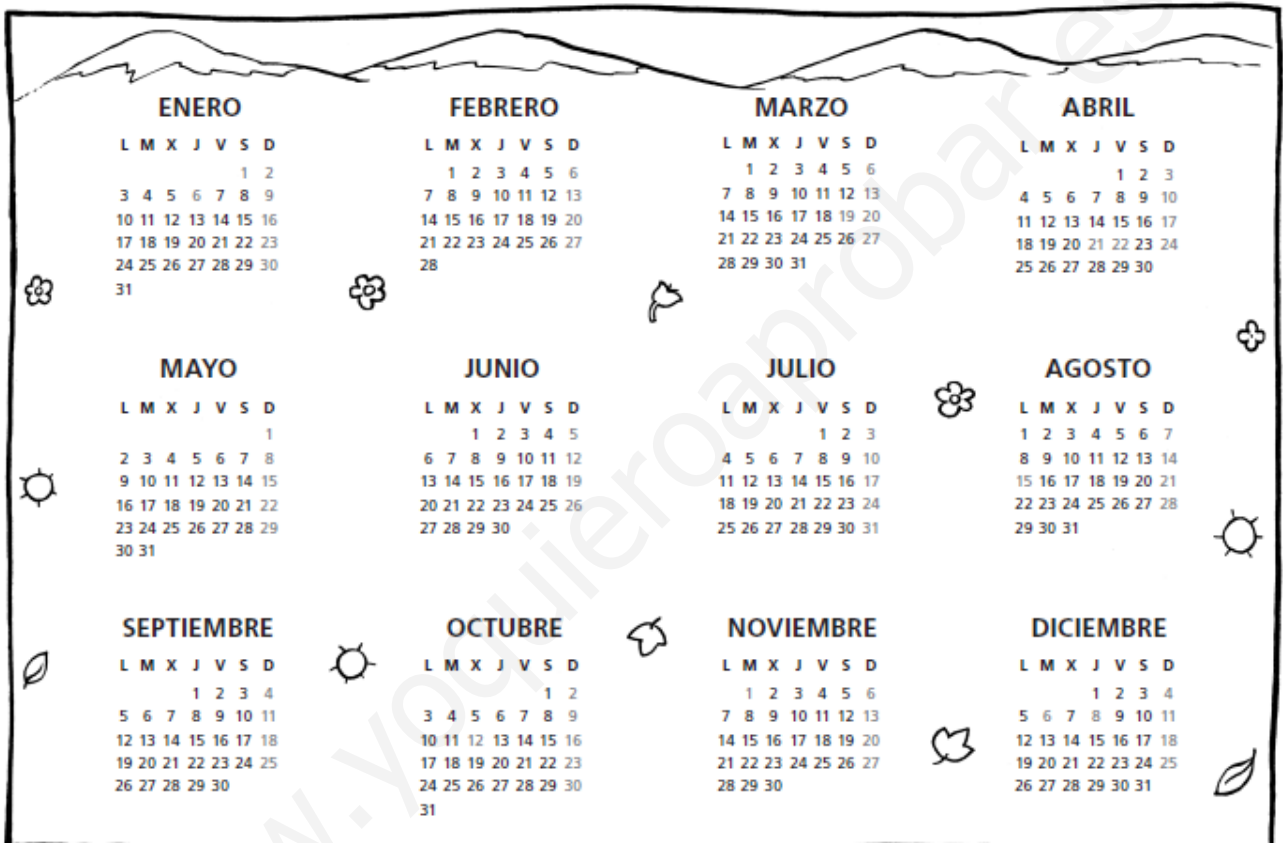 ENERO
L M X J V S D
1 2
3 4 5 6 7 8 9
10 11 12 13 14 15 16
17 18 19 20 21 22 23
24 25 26 27 28 29 30
31
FEBRERO
L M X J V S D
1 2 3 4 5 6
7 8 9 10 11 12 13
14 15 16 17 18 19 20
21 22 23 24 25 26 27
28
MARZO
L M X J V S D
1 2 3 4 5 6
7 8 9 10 11 12 13
14 15 16 17 18 19 20
21 22 23 24 25 26 27
28 29 30 31
ABRIL
L M X J V S D
1 2 3
4 5 6 7 8 9 10
11 12 13 14 15 16 17
18 19 20 21 22 23 24
25 26 27 28 29 30
MAYO
L M X J V S D
1
2 3 4 5 6 7 8
9 10 11 12 13 14 15
16 17 18 19 20 21 22
23 24 25 26 27 28 29
30 31
JUNIO
L M X J V S D
1 2 3 4 5
6 7 8 9 10 11 12
13 14 15 16 17 18 19
20 21 22 23 24 25 26
27 28 29 30
JULIO
L M X J V S D
1 2 3
4 5 6 7 8 9 10
11 12 13 14 15 16 17
18 19 20 21 22 23 24
25 26 27 28 29 30 31
AGOSTO
L M X J V S D
1 2 3 4 5 6 7
8 9 10 11 12 13 14
15 16 17 18 19 20 21
22 23 24 25 26 27 28
29 30 31
SEPTIEMBRE
L M X J V S D
1 2 3 4
5 6 7 8 9 10 11
12 13 14 15 16 17 18
19 20 21 22 23 24 25
26 27 28 29 30
OCTUBRE
L M X J V S D
1 2
3 4 5 6 7 8 9
10 11 12 13 14 15 16
17 18 19 20 21 22 23
24 25 26 27 28 29 30
31
NOVIEMBRE
L M X J V S D
1 2 3 4 5 6
7 8 9 10 11 12 13
14 15 16 17 18 19 20
21 22 23 24 25 26 27
28 29 30
DICIEMBRE
L M X J V S D
1 2 3 4
5 6 7 8 9 10 11
12 13 14 15 16 17 18
19 20 21 22 23 24 25
26 27 28 29 30 31
w.yoquieroaprobar.es